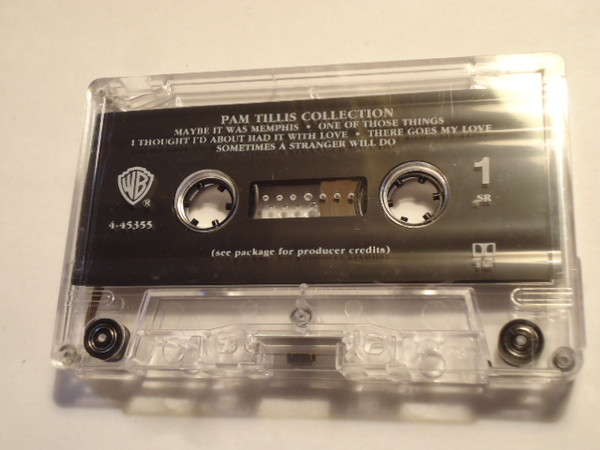 PAM TILLIS COLLECTION
MAYBE IT WAS MEMPHIS • ONE OF THOSE THINGS
I THOUGHT I'D ABOUT HAD IT WITH LOVE • THERE GOES MY LOVE
SOMETIMES A STRANGER WILL DO
1
SR
WB
®
4-45355
(see package for producer credits)